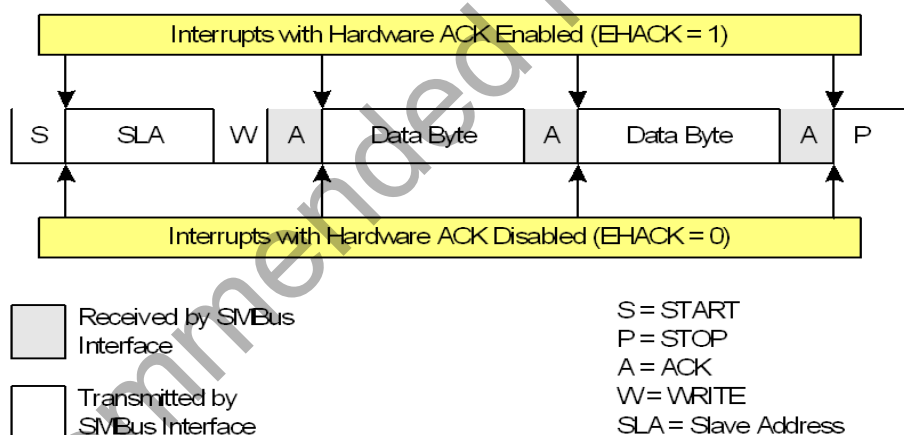 Interrupts with Hardware ACK Enabled (EHACK = 1)
S SLA W A Data Byte A Data Byte A P
Interrupts with Hardware ACK Disabled (EHACK = 0)
Received by SMBus
Interface
Transmitted by
SMBus Interface
S = START
P = STOP
A = ACK
W = WRITE
SLA = Slave Address